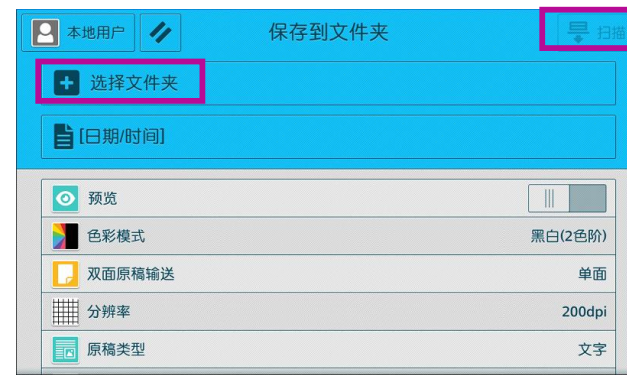 本地用户 保存到文件夹 扫描
选择文件夹
[日期/时间]
预览
色彩模式 黑白(2色阶)
双面原稿输送 单面
分辨率 200dpi
原稿类型 文字